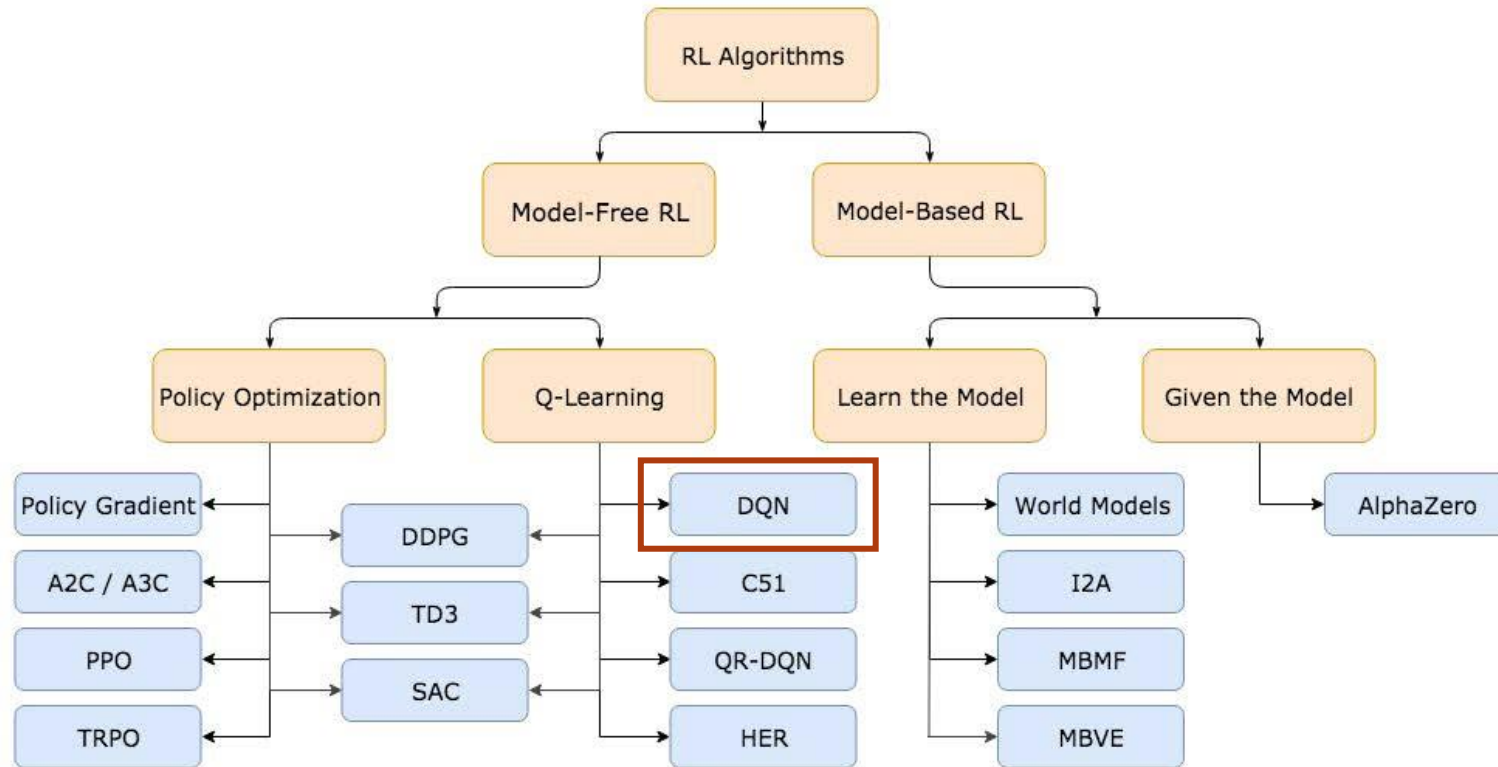 RL Algorithms
Model-Free RL
Model-Based RL
Policy Optimization
Q-Learning
Learn the Model
Given the Model
Policy Gradient
DDPG
DQN
World Models
AlphaZero
A2C / A3C
TD3
C51
I2A
PPO
SAC
QR-DQN
MBMF
TRPO
HER
MBVE